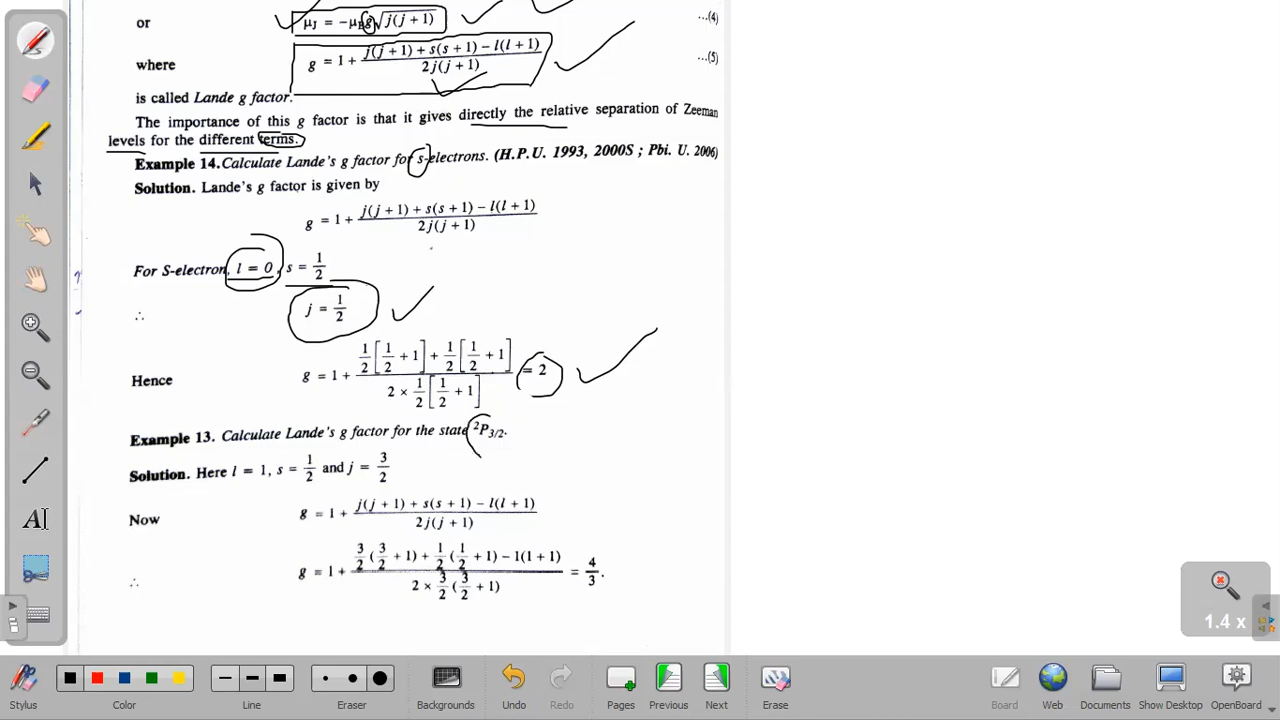 or μJ = −μB g√j(j + 1) ...(4)
where g = 1 + j(j + 1) + s(s + 1) − l(l + 1) / 2j(j + 1) ...(5)
is called Lande g factor.
The importance of this g factor is that it gives directly the relative separation of Zeeman
levels for the different terms.
Example 14. Calculate Lande's g factor for s-electrons. (H.P.U. 1993, 2000S ; Pbi. U. 2006)
Solution. Lande's g factor is given by
g = 1 + j(j + 1) + s(s + 1) − l(l + 1) / 2j(j + 1)
For S-electron, l = 0, s = 1/2
∴ j = 1/2
Hence g = 1 + 1/2[1/2 + 1] + 1/2[1/2 + 1] / 2 × 1/2[1/2 + 1] = 2
Example 13. Calculate Lande's g factor for the state ²P3/2.
Solution. Here l = 1, s = 1/2 and j = 3/2
Now g = 1 + j(j + 1) + s(s + 1) − l(l + 1) / 2j(j + 1)
∴ g = 1 + 3/2(3/2 + 1) + 1/2(1/2 + 1) − 1(1 + 1) / 2 × 3/2(3/2 + 1) = 4/3.
1.4 x
Stylus Color Line Eraser Backgrounds Undo Redo Pages Previous Next Erase Board Web Documents Show Desktop OpenBoard